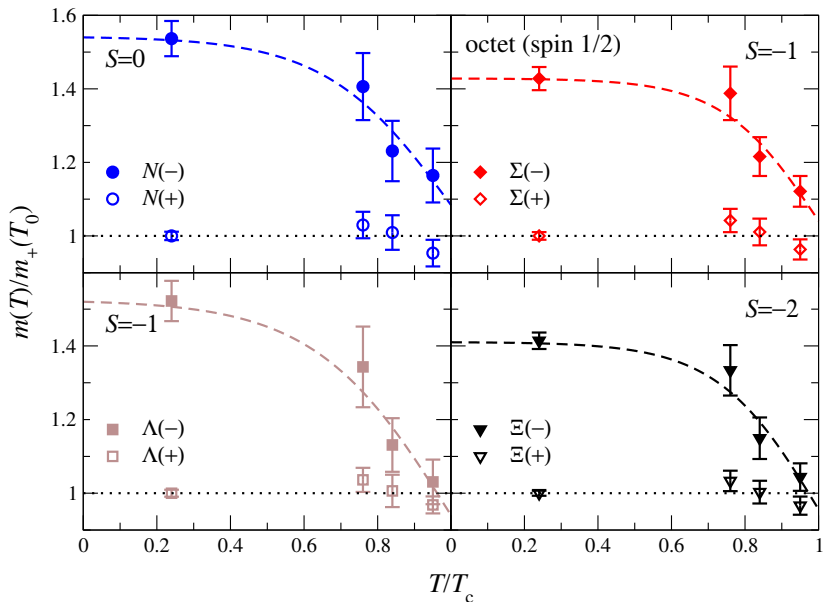 1.6
S=0
octet (spin 1/2)
S=−1
1.4
N(−)
Σ(−)
1.2
N(+)
Σ(+)
1
m(T)/m₊(T₀)
S=−1
S=−2
1.4
1.2
Λ(−)
Ξ(−)
Λ(+)
Ξ(+)
1
0
0.2
0.4
0.6
0.8
0
0.2
0.4
0.6
0.8
1
T/Tc